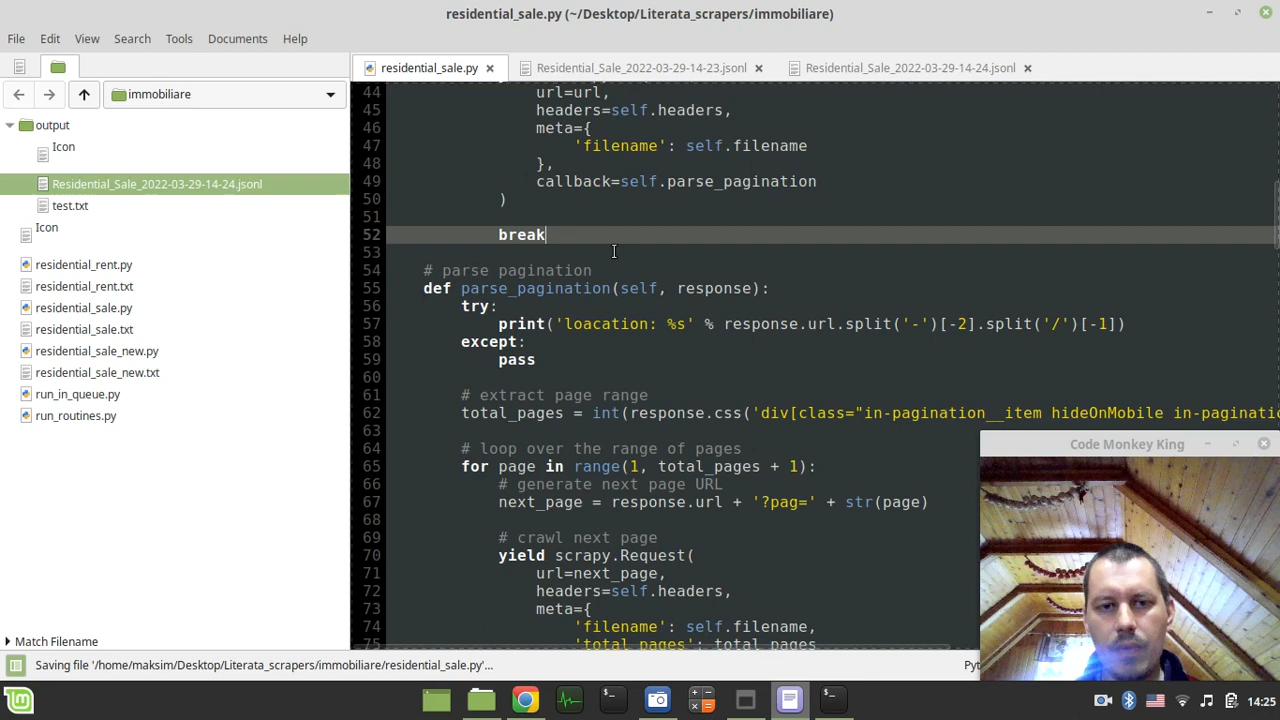 residential_sale.py (~/Desktop/Literata_scrapers/immobiliare)
File Edit View Search Tools Documents Help
residential_sale.py
Residential_Sale_2022-03-29-14-23.jsonl
Residential_Sale_2022-03-29-14-24.jsonl
immobiliare
output
Icon
Residential_Sale_2022-03-29-14-24.jsonl
test.txt
Icon
residential_rent.py
residential_rent.txt
residential_sale.py
residential_sale.txt
residential_sale_new.py
residential_sale_new.txt
run_in_queue.py
run_routines.py
Match Filename
44 url=url,
45 headers=self.headers,
46 meta={
47 'filename': self.filename
48 },
49 callback=self.parse_pagination
50 )
51
52 break
53
54 # parse pagination
55 def parse_pagination(self, response):
56 try:
57 print('loacation: %s' % response.url.split('-')[-2].split('/')[-1])
58 except:
59 pass
60
61 # extract page range
62 total_pages = int(response.css('div[class="in-pagination__item hideOnMobile in-paginatio
63
64 # loop over the range of pages
65 for page in range(1, total_pages + 1):
66 # generate next page URL
67 next_page = response.url + '?pag=' + str(page)
68
69 # crawl next page
70 yield scrapy.Request(
71 url=next_page,
72 headers=self.headers,
73 meta={
74 'filename': self.filename,
75 'total_pages': total_pages
Code Monkey King
Saving file '/home/maksim/Desktop/Literata_scrapers/immobiliare/residential_sale.py'...
Pyt
14:25